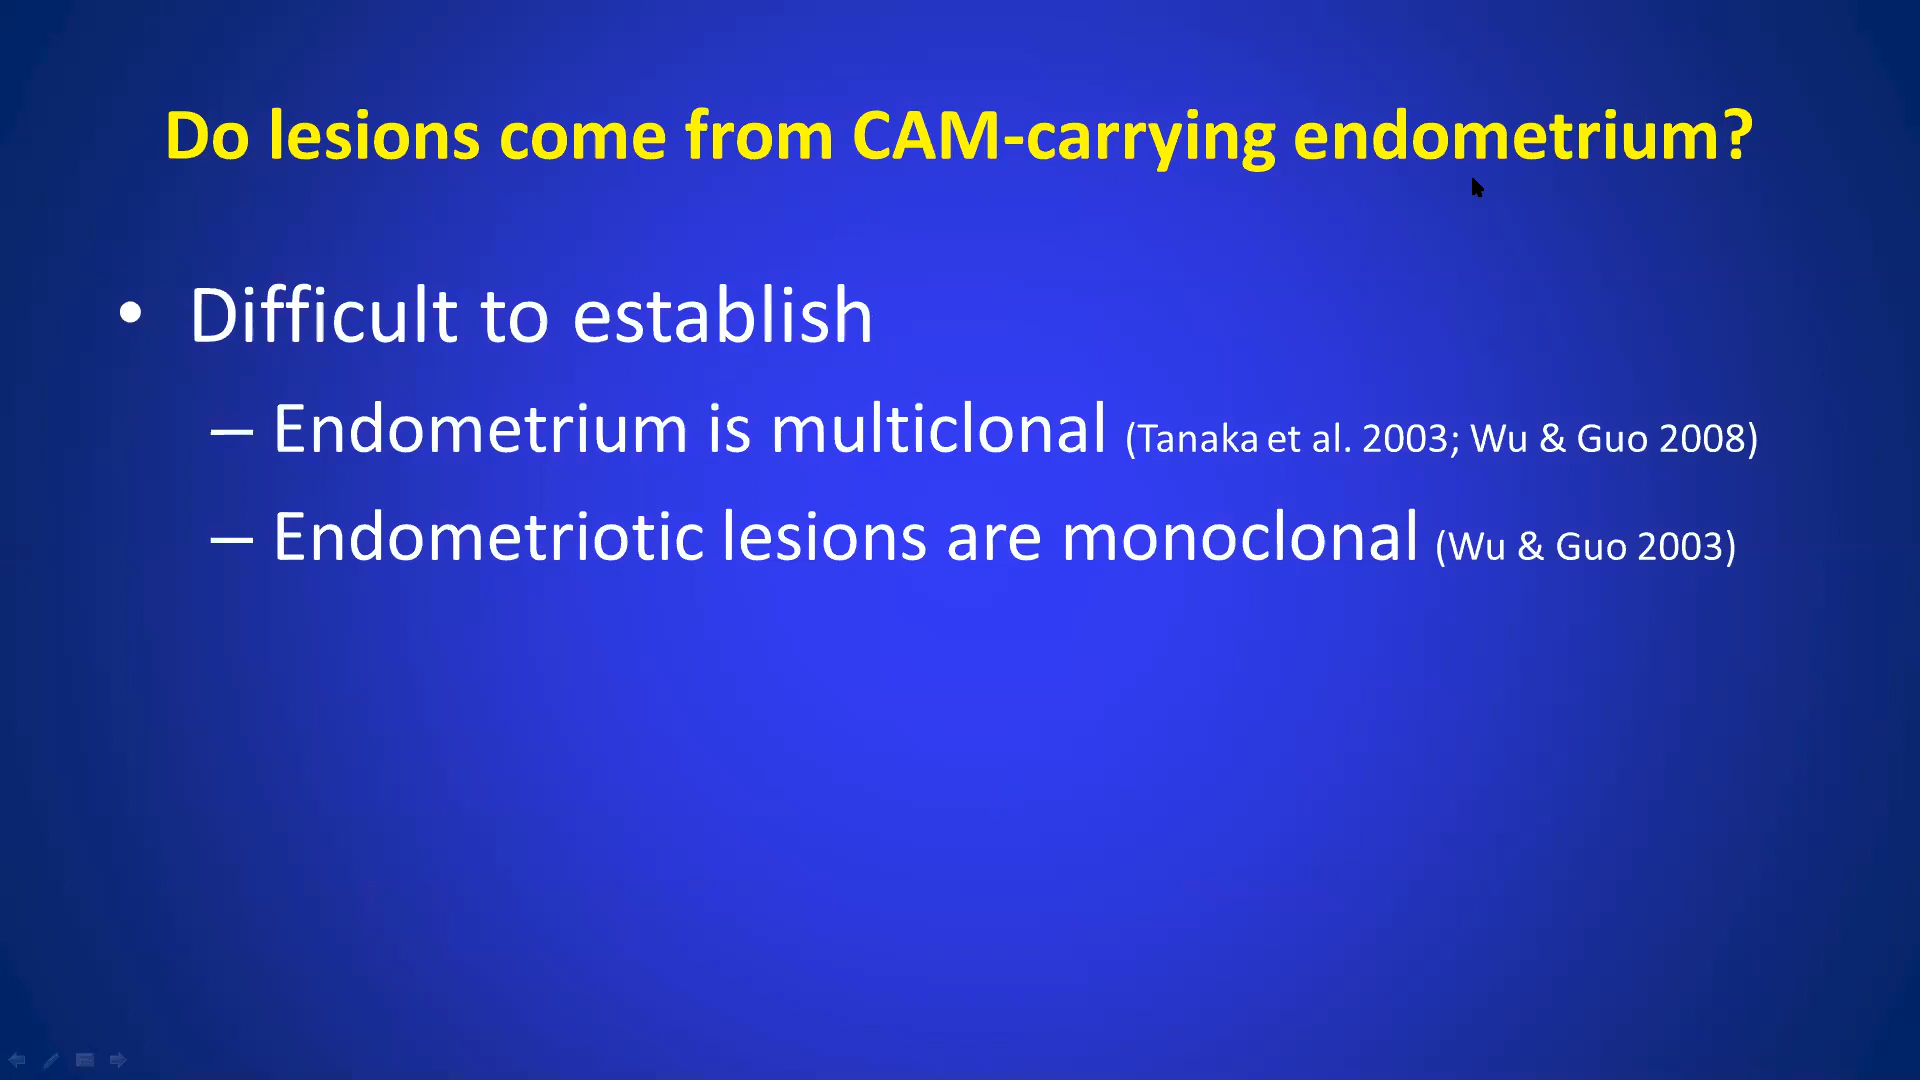 Do lesions come from CAM-carrying endometrium?
• Difficult to establish
– Endometrium is multiclonal (Tanaka et al. 2003; Wu & Guo 2008)
– Endometriotic lesions are monoclonal (Wu & Guo 2003)